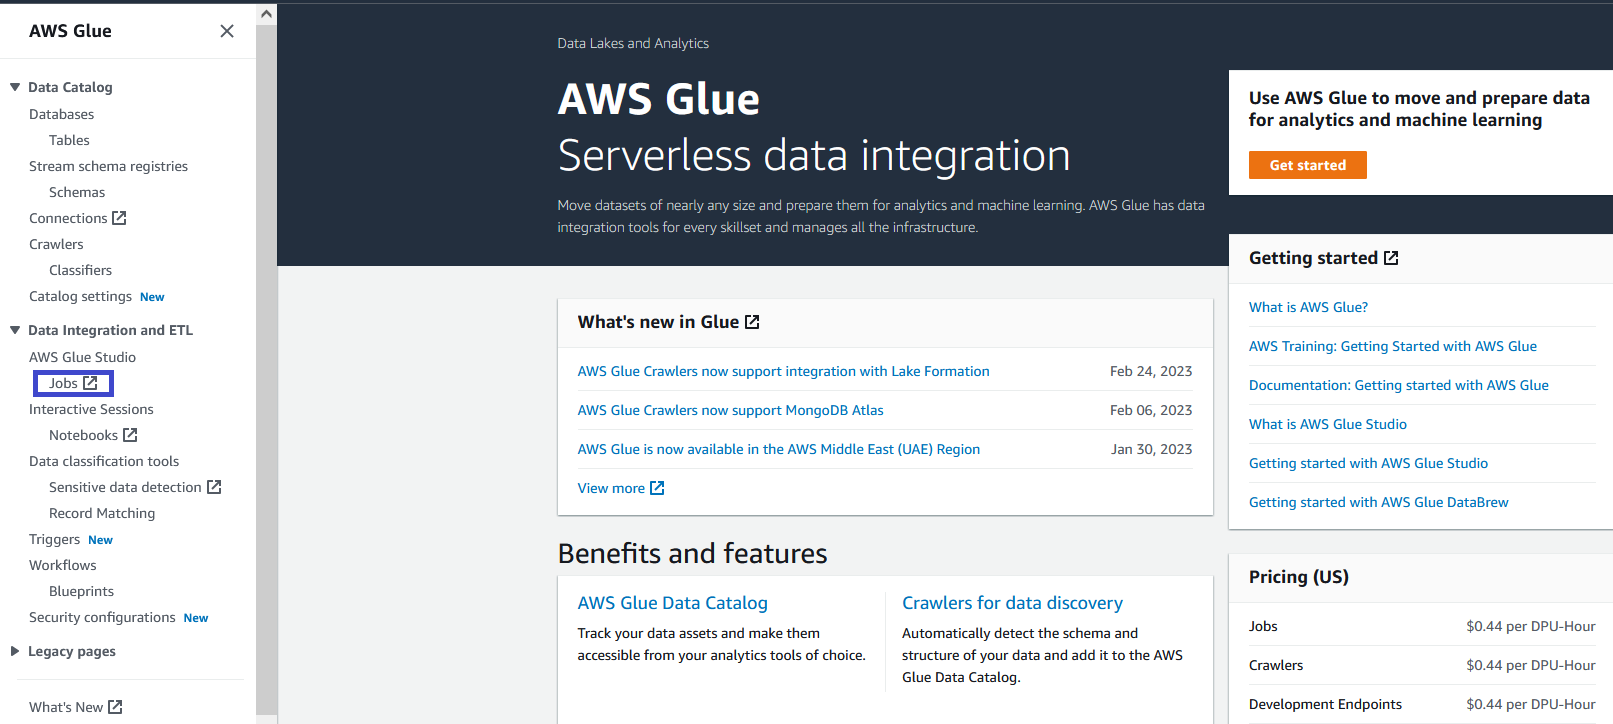 AWS Glue
Data Catalog
Databases
Tables
Stream schema registries
Schemas
Connections
Crawlers
Classifiers
Catalog settings New
Data Integration and ETL
AWS Glue Studio
Jobs
Interactive Sessions
Notebooks
Data classification tools
Sensitive data detection
Record Matching
Triggers New
Workflows
Blueprints
Security configurations New
Legacy pages
What's New
Data Lakes and Analytics
AWS Glue
Serverless data integration
Move datasets of nearly any size and prepare them for analytics and machine learning. AWS Glue has data
integration tools for every skillset and manages all the infrastructure.
Use AWS Glue to move and prepare data
for analytics and machine learning
Get started
What's new in Glue
AWS Glue Crawlers now support integration with Lake Formation Feb 24, 2023
AWS Glue Crawlers now support MongoDB Atlas Feb 06, 2023
AWS Glue is now available in the AWS Middle East (UAE) Region Jan 30, 2023
View more
Getting started
What is AWS Glue?
AWS Training: Getting Started with AWS Glue
Documentation: Getting started with AWS Glue
What is AWS Glue Studio
Getting started with AWS Glue Studio
Getting started with AWS Glue DataBrew
Benefits and features
AWS Glue Data Catalog
Track your data assets and make them
accessible from your analytics tools of choice.
Crawlers for data discovery
Automatically detect the schema and
structure of your data and add it to the AWS
Glue Data Catalog.
Pricing (US)
Jobs $0.44 per DPU-Hour
Crawlers $0.44 per DPU-Hour
Development Endpoints $0.44 per DPU-Hour